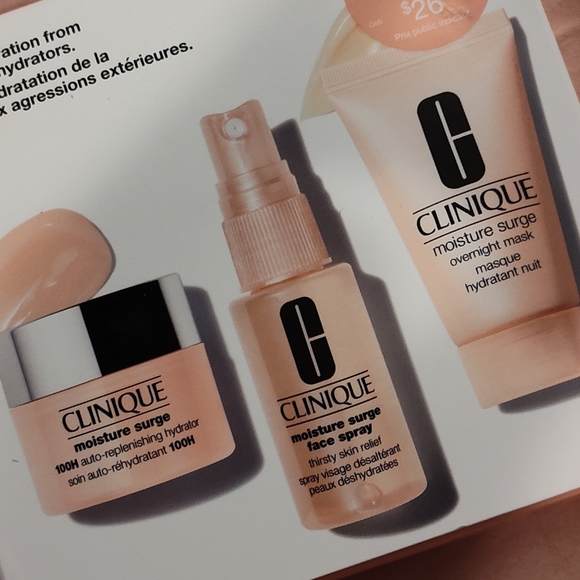 ation from
hydrators.
dratation de la
x agressions extérieures.
CAN
$26
Prix public
CLINIQUE
moisture surge
100H auto-replenishing hydrator
soin auto-réhydratant 100H
CLINIQUE
moisture surge
face spray
thirsty skin relief
spray visage désaltérant
peaux déshydratées
CLINIQUE
moisture surge
overnight mask
masque
hydratant nuit